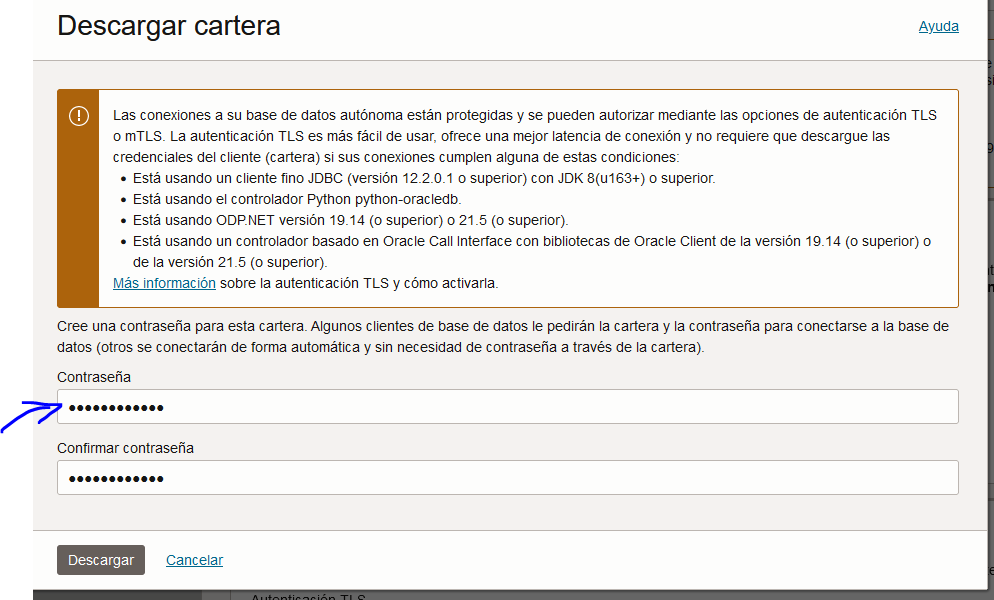 Descargar cartera
Ayuda
Las conexiones a su base de datos autónoma están protegidas y se pueden autorizar mediante las opciones de autenticación TLS
o mTLS. La autenticación TLS es más fácil de usar, ofrece una mejor latencia de conexión y no requiere que descargue las
credenciales del cliente (cartera) si sus conexiones cumplen alguna de estas condiciones:
• Está usando un cliente fino JDBC (versión 12.2.0.1 o superior) con JDK 8(u163+) o superior.
• Está usando el controlador Python python-oracledb.
• Está usando ODP.NET versión 19.14 (o superior) o 21.5 (o superior).
• Está usando un controlador basado en Oracle Call Interface con bibliotecas de Oracle Client de la versión 19.14 (o superior) o
de la versión 21.5 (o superior).
Más información sobre la autenticación TLS y cómo activarla.
Cree una contraseña para esta cartera. Algunos clientes de base de datos le pedirán la cartera y la contraseña para conectarse a la base de
datos (otros se conectarán de forma automática y sin necesidad de contraseña a través de la cartera).
Contraseña
••••••••••••
Confirmar contraseña
••••••••••••
Descargar Cancelar
Autenticación TLS